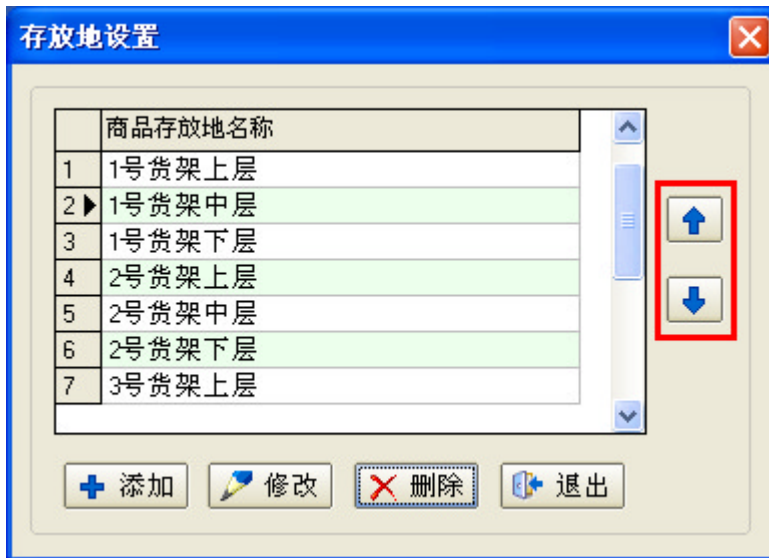 存放地设置
商品存放地名称
1 1号货架上层
2 1号货架中层
3 1号货架下层
4 2号货架上层
5 2号货架中层
6 2号货架下层
7 3号货架上层
添加 修改 删除 退出